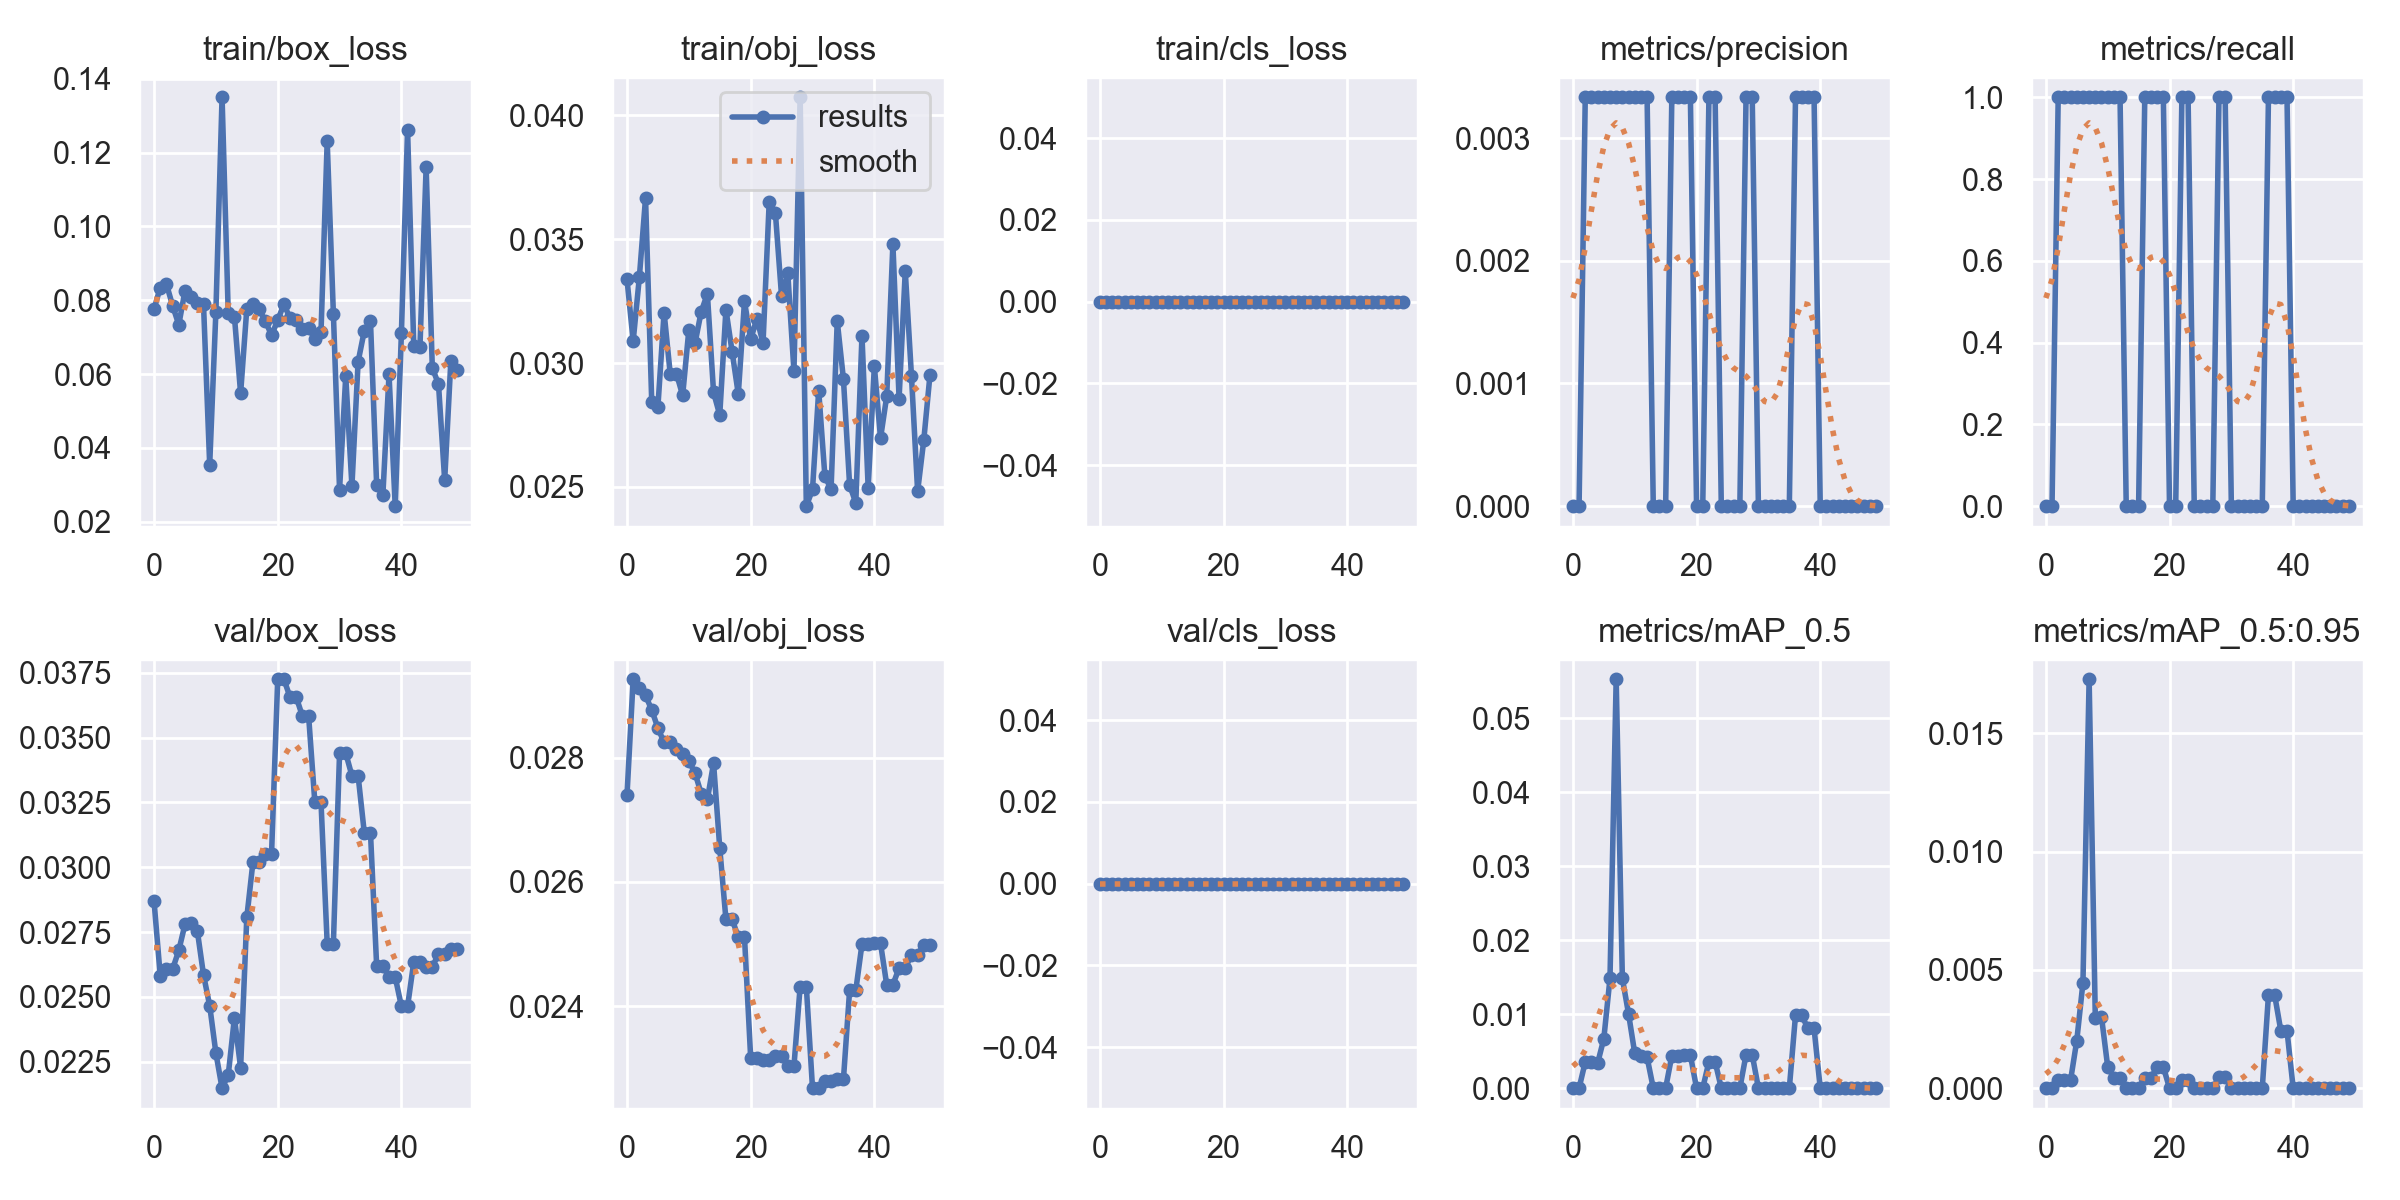 train/box_loss
0.14
0.12
0.10
0.08
0.06
0.04
0.02
0 20 40
train/obj_loss
results
smooth
0.040
0.035
0.030
0.025
0 20 40
train/cls_loss
0.04
0.02
0.00
−0.02
−0.04
0 20 40
metrics/precision
0.003
0.002
0.001
0.000
0 20 40
metrics/recall
1.0
0.8
0.6
0.4
0.2
0.0
0 20 40
val/box_loss
0.0375
0.0350
0.0325
0.0300
0.0275
0.0250
0.0225
0 20 40
val/obj_loss
0.028
0.026
0.024
0 20 40
val/cls_loss
0.04
0.02
0.00
−0.02
−0.04
0 20 40
metrics/mAP_0.5
0.05
0.04
0.03
0.02
0.01
0.00
0 20 40
metrics/mAP_0.5:0.95
0.015
0.010
0.005
0.000
0 20 40